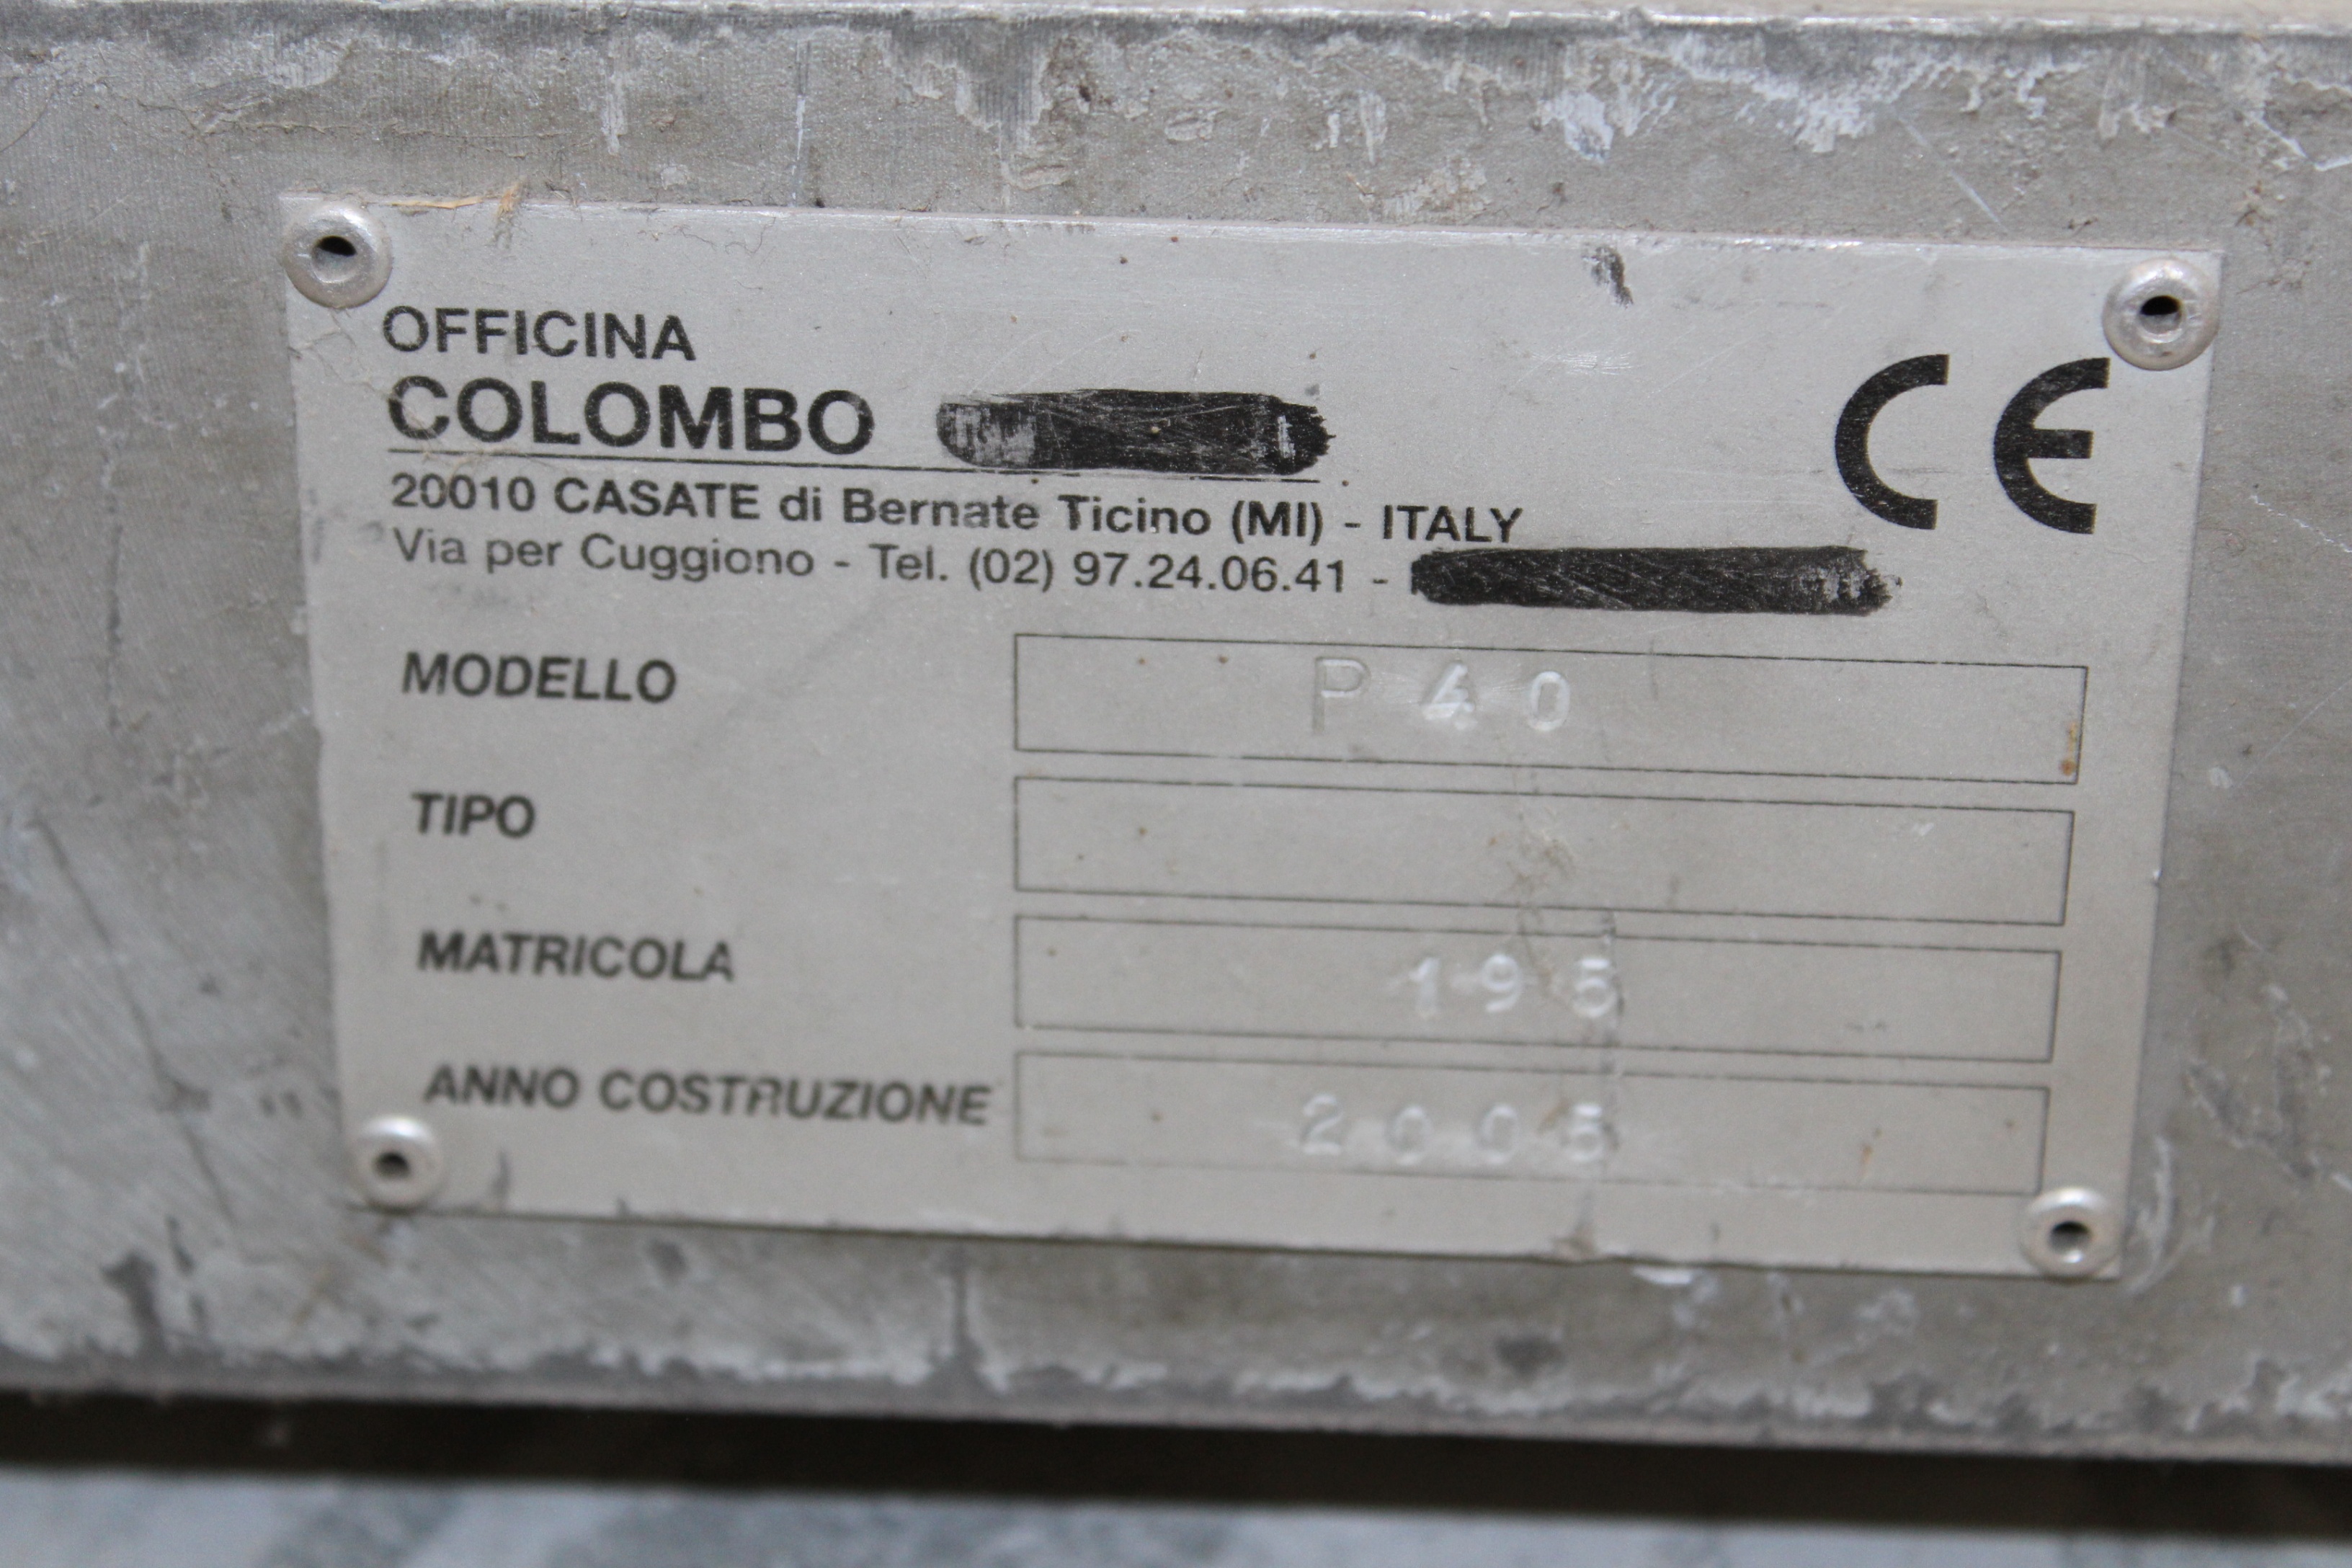 OFFICINA
COLOMBO
CE
20010 CASATE di Bernate Ticino (MI) - ITALY
Via per Cuggiono - Tel. (02) 97.24.06.41 -
MODELLO P 40
TIPO
MATRICOLA 195
ANNO COSTRUZIONE 2005